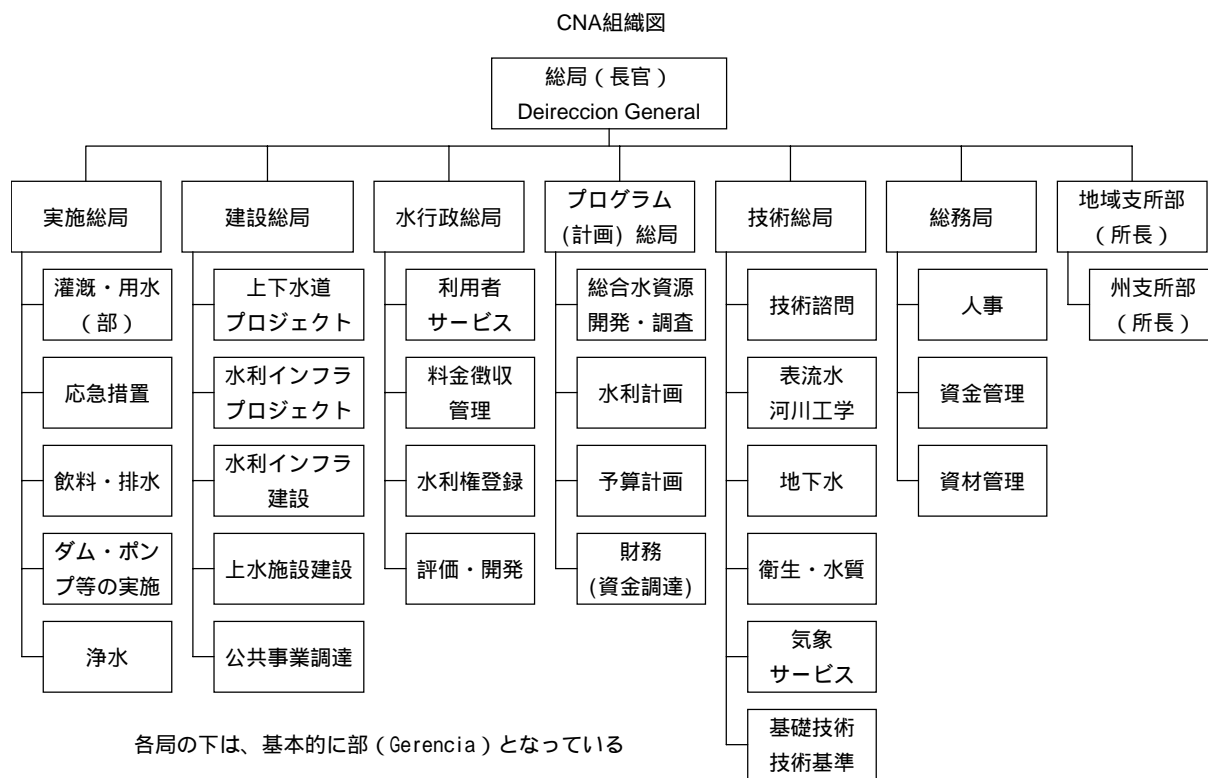 CNA組織図
総局（長官）
Deireccion General
実施総局
灌漑・用水
（部）
応急措置
飲料・排水
ダム・ポン
プ等の実施
浄水
建設総局
上下水道
プロジェクト
水利インフラ
プロジェクト
水利インフラ
建設
上水施設建設
公共事業調達
水行政総局
利用者
サービス
料金徴収
管理
水利権登録
評価・開発
プログラム
(計画) 総局
総合水資源
開発・調査
水利計画
予算計画
財務
(資金調達)
技術総局
技術諮問
表流水
河川工学
地下水
衛生・水質
気象
サービス
基礎技術
技術基準
総務局
人事
資金管理
資材管理
地域支所部
（所長）
州支所部
（所長）
各局の下は、基本的に部（Gerencia）となっている